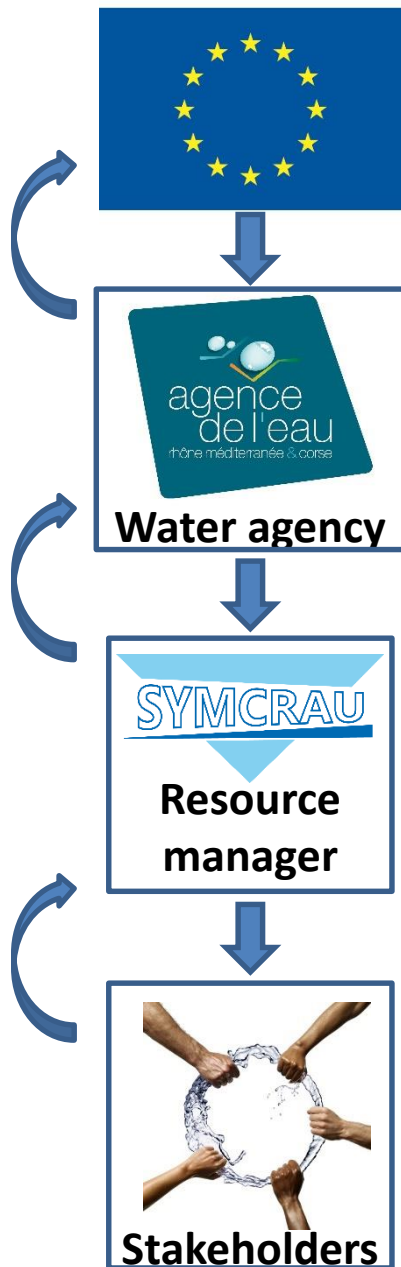 agence
de l'eau
rhône méditerranée & corse
Water agency
SYMCRAU
Resource
manager
Stakeholders